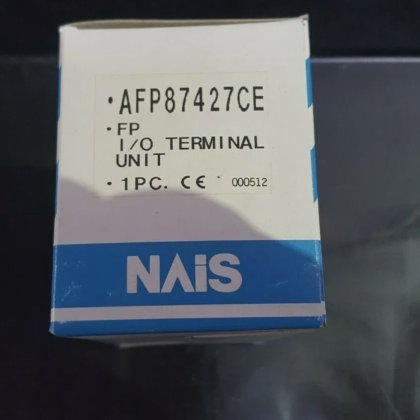 · AFP87427CE
· FP
I/O TERMINAL
UNIT
· 1PC. CE 000512
NAiS